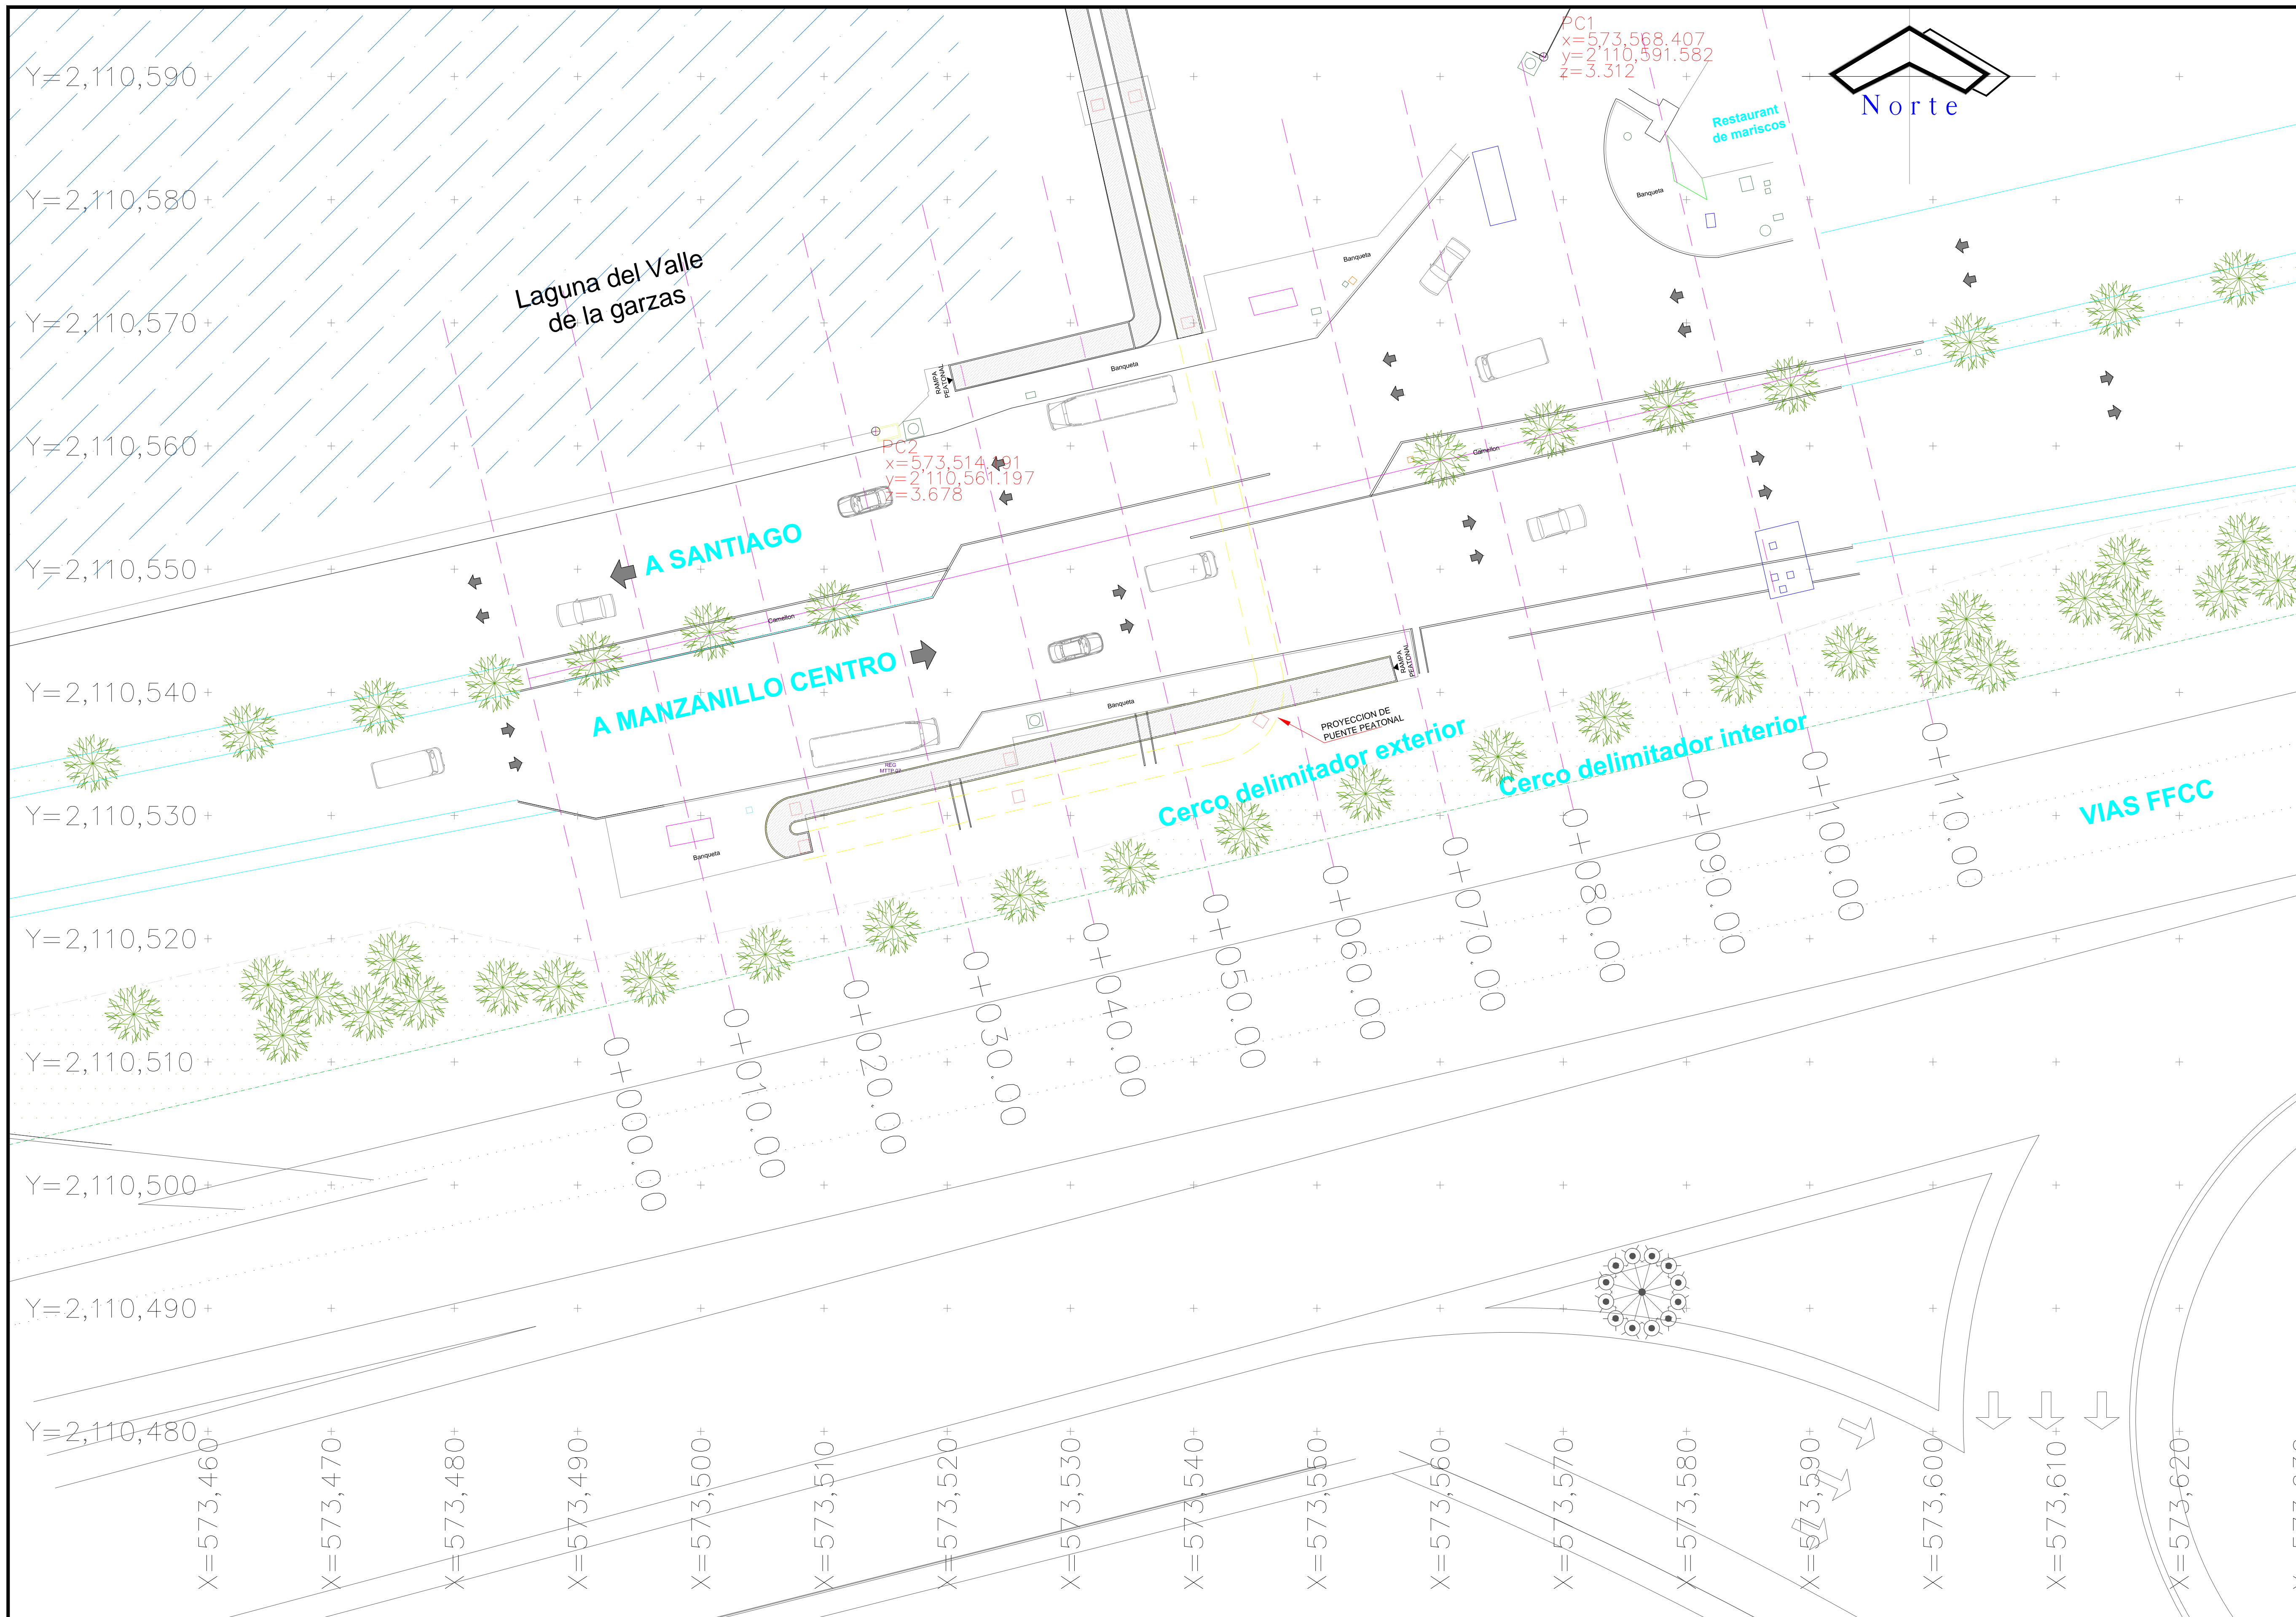 PC1
x=573,568.407
y=2'110,591.582
z=3.312
Norte
Restaurant
de mariscos
Banqueta
Y=2,110,590
Y=2,110,580
Y=2,110,570
Y=2,110,560
Y=2,110,550
Y=2,110,540
Y=2,110,530
Y=2,110,520
Y=2,110,510
Y=2,110,500
Y=2,110,490
Y=2,110,480
Laguna del Valle
de la garzas
Banqueta
Banqueta
RAMPA
PEATONAL
PC2
y=2'110,561.197
z=3.678
Camellon
A SANTIAGO
Camellon
A MANZANILLO CENTRO
RAMPA
PEATONAL
Banqueta
PROYECCION DE
PUENTE PEATONAL
REG
Banqueta
Cerco delimitador exterior
Cerco delimitador interior
VIAS FFCC
0+000.00
0+010.00
0+020.00
0+030.00
0+040.00
0+050.00
0+060.00
0+070.00
0+080.00
0+090.00
0+100.00
0+110.00
X=573,460
X=573,470
X=573,480
X=573,490
X=573,500
X=573,510
X=573,520
X=573,530
X=573,540
X=573,550
X=573,560
X=573,570
X=573,580
X=573,590
X=573,600
X=573,610
X=573,620